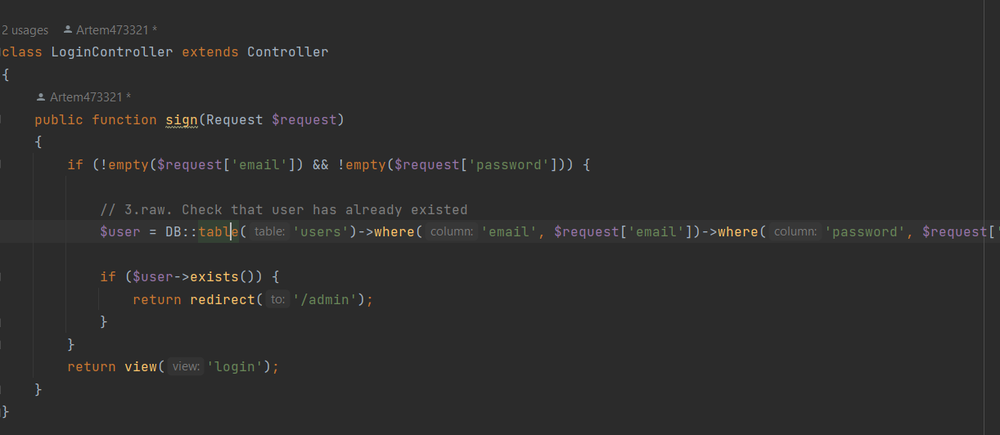 2 usages Artem473321 *
class LoginController extends Controller
{
Artem473321 *
public function sign(Request $request)
{
if (!empty($request['email']) && !empty($request['password'])) {
// 3.raw. Check that user has already existed
$user = DB::table( table: 'users')->where( column: 'email', $request['email'])->where( column: 'password', $request['
if ($user->exists()) {
return redirect( to: '/admin');
}
}
return view( view: 'login');
}
}